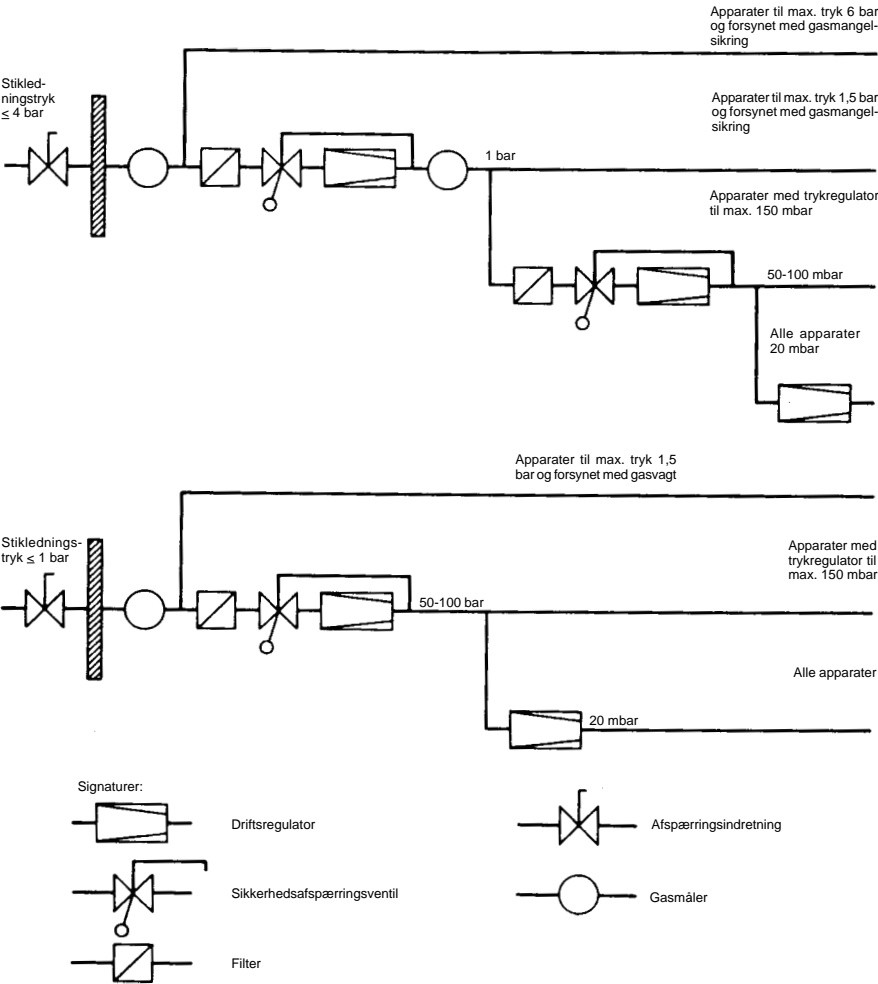 Apparater til max. tryk 6 bar
og forsynet med gasmangel-
sikring
Stikled-
ningstryk
≤ 4 bar
Apparater til max. tryk 1,5 bar
og forsynet med gasmangel-
sikring
1 bar
Apparater med trykregulator
til max. 150 mbar
50-100 mbar
Alle apparater
20 mbar
Apparater til max. tryk 1,5
bar og forsynet med gasvagt
Stiklednings-
tryk ≤ 1 bar
Apparater med
trykregulator til
max. 150 mbar
50-100 bar
Alle apparater
20 mbar
Signaturer:
Driftsregulator
Afspærringsindretning
Sikkerhedsafspærringsventil
Gasmåler
Filter